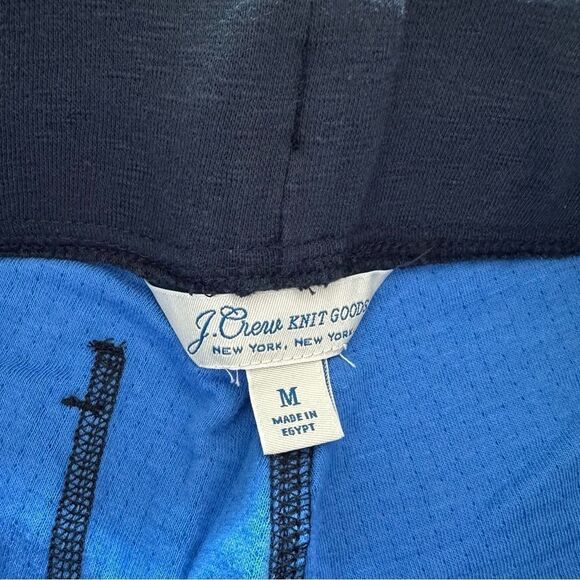 J.Crew KNIT GOODS
NEW YORK, NEW YORK
M
MADE IN
EGYPT